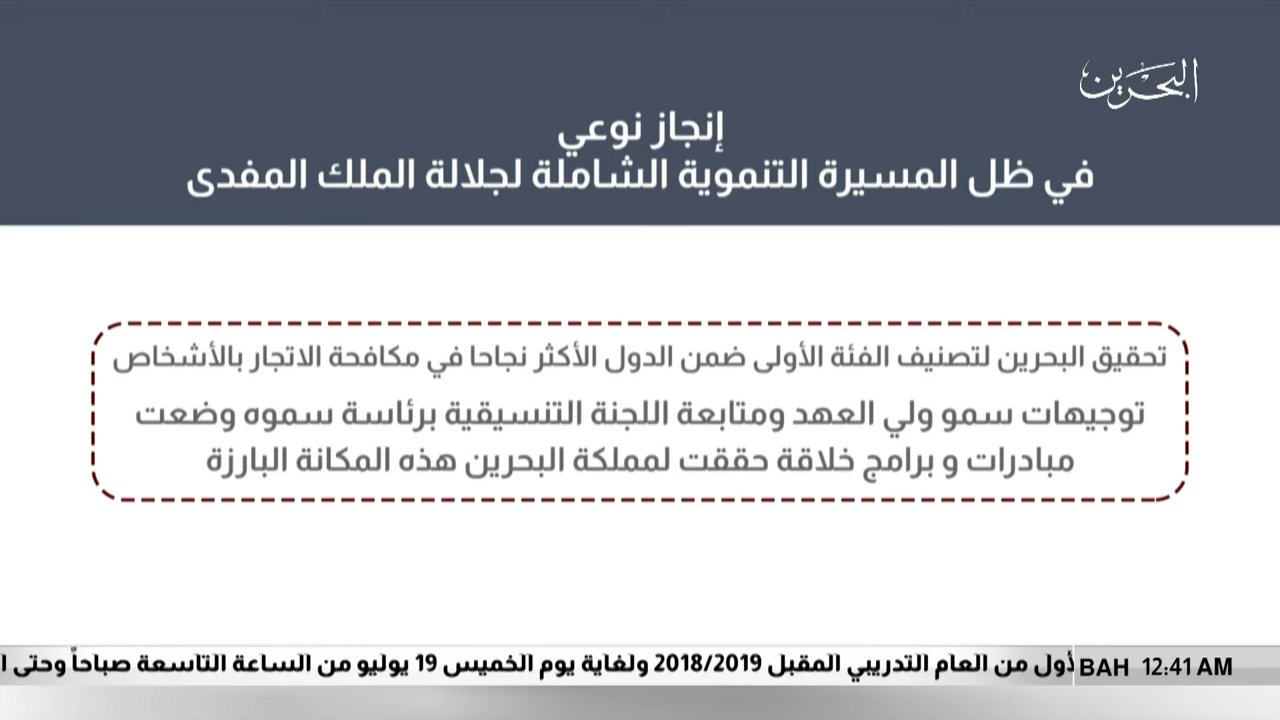 البحرين
إنجاز نوعي
في ظل المسيرة التنموية الشاملة لجلالة الملك المفدى
تحقيق البحرين لتصنيف الفئة الأولى ضمن الدول الأكثر نجاحا في مكافحة الاتجار بالأشخاص
توجيهات سمو ولي العهد ومتابعة اللجنة التنسيقية برئاسة سموه وضعت
مبادرات و برامج خلاقة حققت لمملكة البحرين هذه المكانة البارزة
من العام التدريبي المقبل 2018/2019 ولغاية يوم الخميس 19 يوليو من الساعة التاسعة صباحاً وحتى
BAH 12:41 AM